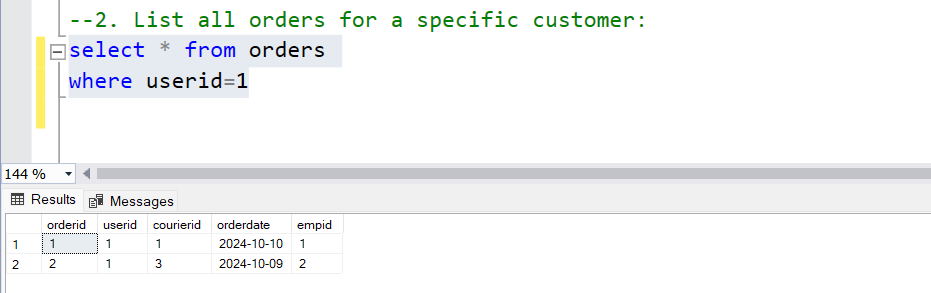 --2. List all orders for a specific customer:
select * from orders
where userid=1
144 %
Results Messages
orderid userid courierid orderdate empid
1 1 1 1 2024-10-10 1
2 2 1 3 2024-10-09 2